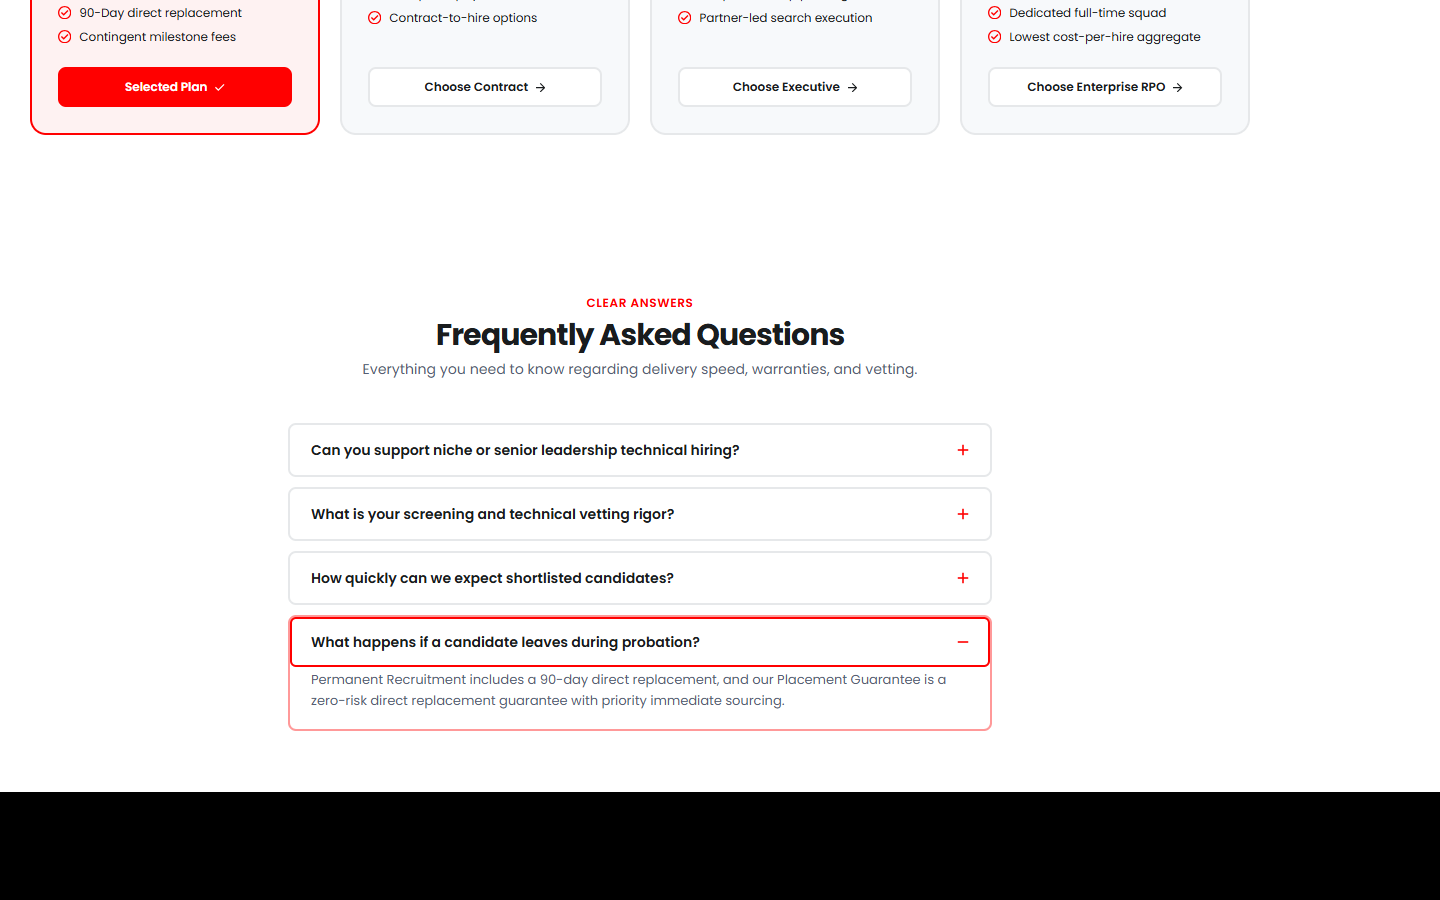 90-Day direct replacement
Contingent milestone fees
Selected Plan
Contract-to-hire options
Choose Contract
Partner-led search execution
Choose Executive
Dedicated full-time squad
Lowest cost-per-hire aggregate
Choose Enterprise RPO
CLEAR ANSWERS
Frequently Asked Questions
Everything you need to know regarding delivery speed, warranties, and vetting.
Can you support niche or senior leadership technical hiring?
What is your screening and technical vetting rigor?
How quickly can we expect shortlisted candidates?
What happens if a candidate leaves during probation?
Permanent Recruitment includes a 90-day direct replacement, and our Placement Guarantee is a
zero-risk direct replacement guarantee with priority immediate sourcing.